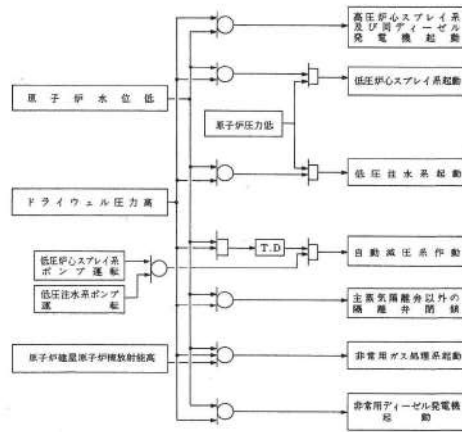 高圧炉心スプレイ系
及び同ディーゼル
発電機起動
低圧炉心スプレイ系起動
原子炉水位低
原子炉圧力低
低圧注水系起動
ドライウェル圧力高
T.D
自動減圧系作動
低圧炉心スプレイ系
ポンプ運転
低圧注水系ポンプ
運転
主蒸気隔離弁以外の
隔離弁閉鎖
原子炉建屋原子炉棟放射能高
非常用ガス処理系起動
非常用ディーゼル発電機
起動